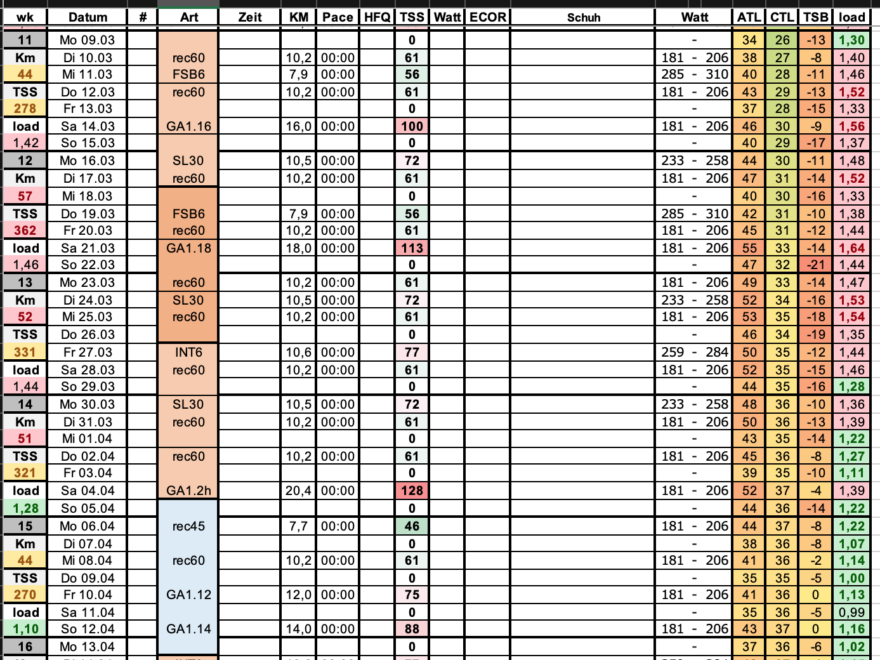 wk Datum # Art Zeit KM Pace HFQ TSS Watt ECOR Schuh Watt ATL CTL TSB load
11 Mo 09.03 0 - 34 26 -13 1,30
Km Di 10.03 rec60 10,2 00:00 61 181 - 206 38 27 -8 1,40
44 Mi 11.03 FSB6 7,9 00:00 56 285 - 310 40 28 -11 1,46
TSS Do 12.03 rec60 10,2 00:00 61 181 - 206 43 29 -13 1,52
278 Fr 13.03 0 - 37 28 -15 1,33
load Sa 14.03 GA1.16 16,0 00:00 100 181 - 206 46 30 -9 1,56
1,42 So 15.03 0 - 40 29 -17 1,37
12 Mo 16.03 SL30 10,5 00:00 72 233 - 258 44 30 -11 1,48
Km Di 17.03 rec60 10,2 00:00 61 181 - 206 47 31 -14 1,52
57 Mi 18.03 0 - 40 30 -16 1,33
TSS Do 19.03 FSB6 7,9 00:00 56 285 - 310 42 31 -10 1,38
362 Fr 20.03 rec60 10,2 00:00 61 181 - 206 45 31 -12 1,44
load Sa 21.03 GA1.18 18,0 00:00 113 181 - 206 55 33 -14 1,64
1,46 So 22.03 0 - 47 32 -21 1,44
13 Mo 23.03 rec60 10,2 00:00 61 181 - 206 49 33 -14 1,47
Km Di 24.03 SL30 10,5 00:00 72 233 - 258 52 34 -16 1,53
52 Mi 25.03 rec60 10,2 00:00 61 181 - 206 53 35 -18 1,54
TSS Do 26.03 0 - 46 34 -19 1,35
331 Fr 27.03 INT6 10,6 00:00 77 259 - 284 50 35 -12 1,44
load Sa 28.03 rec60 10,2 00:00 61 181 - 206 52 35 -15 1,46
1,44 So 29.03 0 - 44 35 -16 1,28
14 Mo 30.03 SL30 10,5 00:00 72 233 - 258 48 36 -10 1,36
Km Di 31.03 rec60 10,2 00:00 61 181 - 206 50 36 -13 1,39
51 Mi 01.04 0 - 43 35 -14 1,22
TSS Do 02.04 rec60 10,2 00:00 61 181 - 206 45 36 -8 1,27
321 Fr 03.04 0 - 39 35 -10 1,11
load Sa 04.04 GA1.2h 20,4 00:00 128 181 - 206 52 37 -4 1,39
1,28 So 05.04 0 - 44 36 -14 1,22
15 Mo 06.04 rec45 7,7 00:00 46 181 - 206 44 37 -8 1,22
Km Di 07.04 0 - 38 36 -8 1,07
44 Mi 08.04 rec60 10,2 00:00 61 181 - 206 41 36 -2 1,14
TSS Do 09.04 0 - 35 35 -5 1,00
270 Fr 10.04 GA1.12 12,0 00:00 75 181 - 206 41 36 0 1,13
load Sa 11.04 0 - 35 36 -5 0,99
1,10 So 12.04 GA1.14 14,0 00:00 88 181 - 206 43 37 0 1,16
16 Mo 13.04 0 - 37 36 -6 1,02